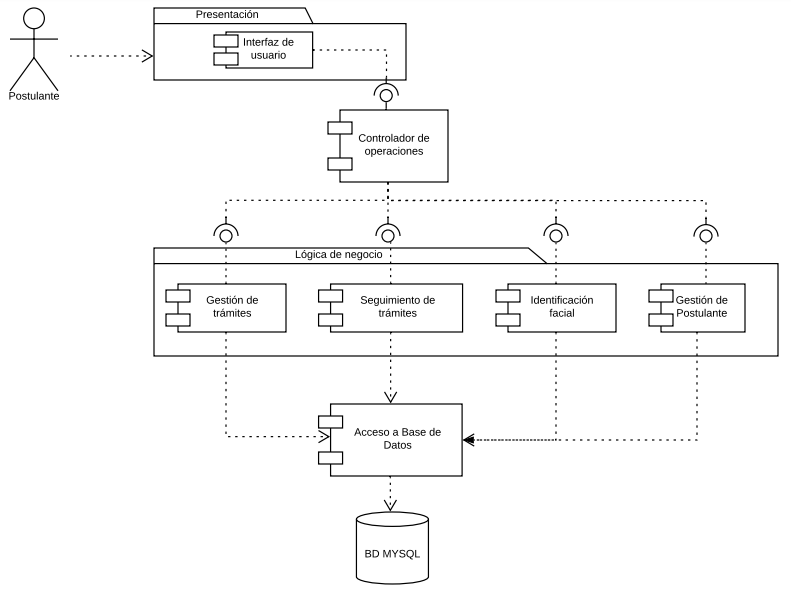 Presentación
Interfaz de
usuario
Postulante
Controlador de
operaciones
Lógica de negocio
Gestión de
trámites
Seguimiento de
trámites
Identificación
facial
Gestión de
Postulante
Acceso a Base de
Datos
BD MYSQL